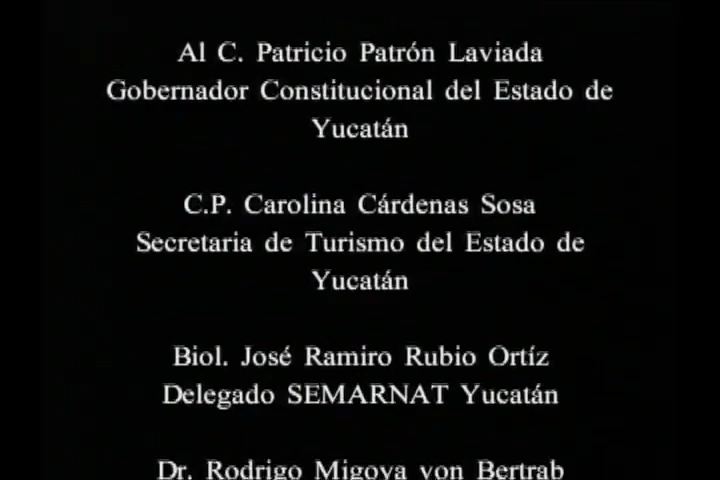 Al C. Patricio Patrón Laviada
Gobernador Constitucional del Estado de
Yucatán
C.P. Carolina Cárdenas Sosa
Secretaria de Turismo del Estado de
Yucatán
Biol. José Ramiro Rubio Ortíz
Delegado SEMARNAT Yucatán
Dr. Rodrigo Migoya von Bertrab